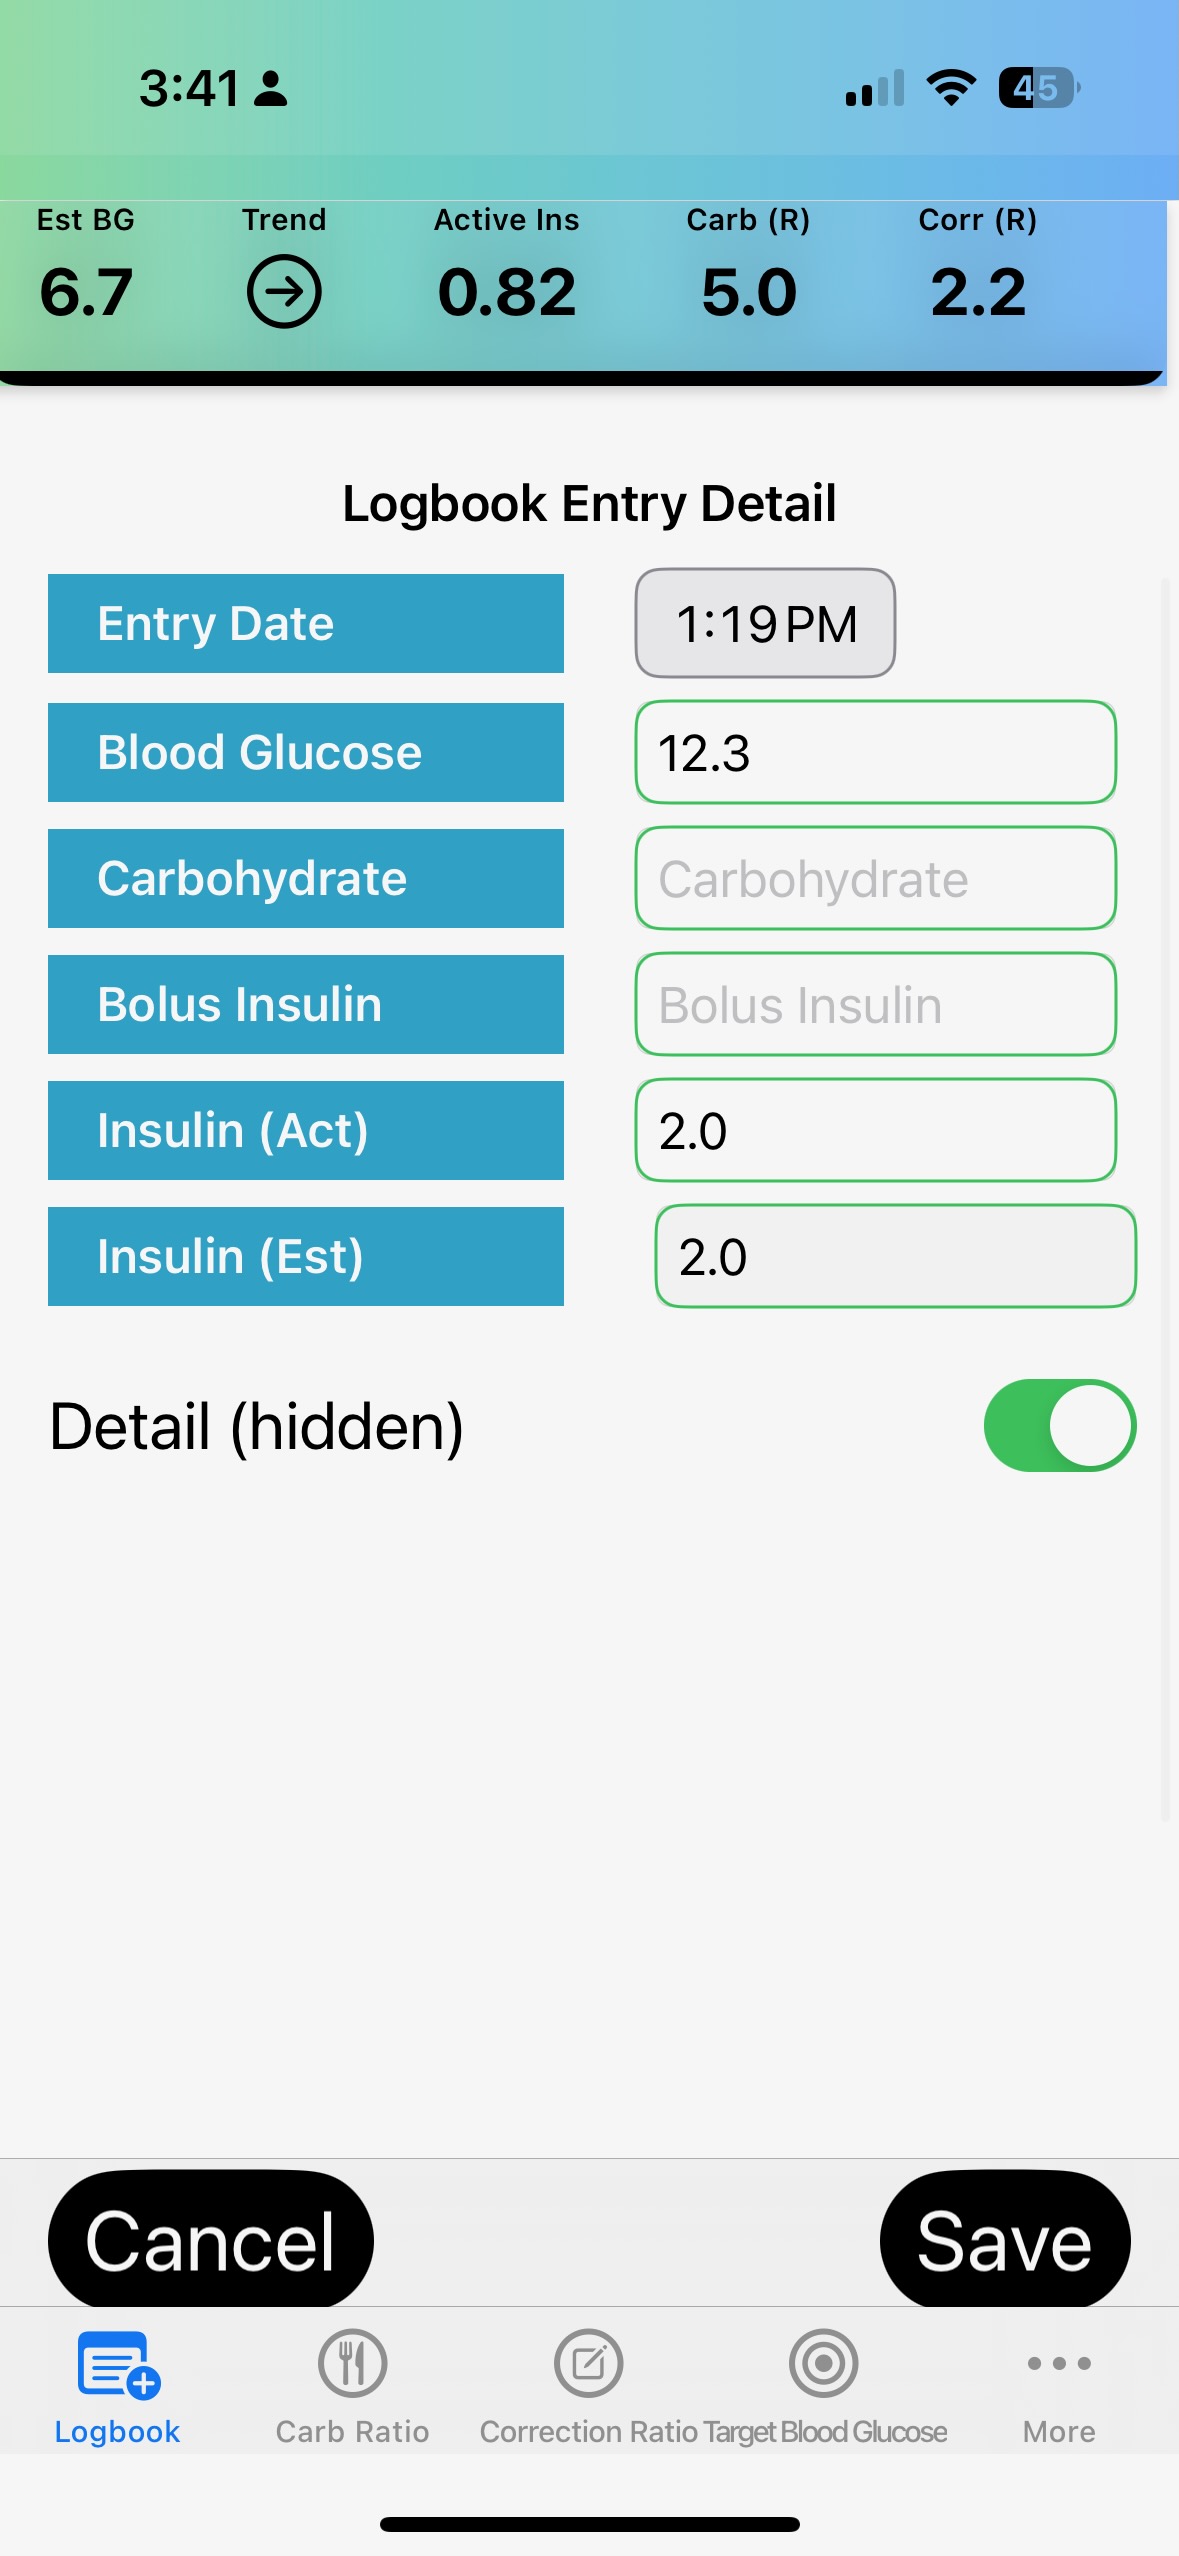 3:41
45
Est BG Trend Active Ins Carb (R) Corr (R)
6.7 0.82 5.0 2.2
Logbook Entry Detail
Entry Date 1:19 PM
Blood Glucose 12.3
Carbohydrate Carbohydrate
Bolus Insulin Bolus Insulin
Insulin (Act) 2.0
Insulin (Est) 2.0
Detail (hidden)
Cancel Save
Logbook Carb Ratio Correction Ratio Target Blood Glucose More